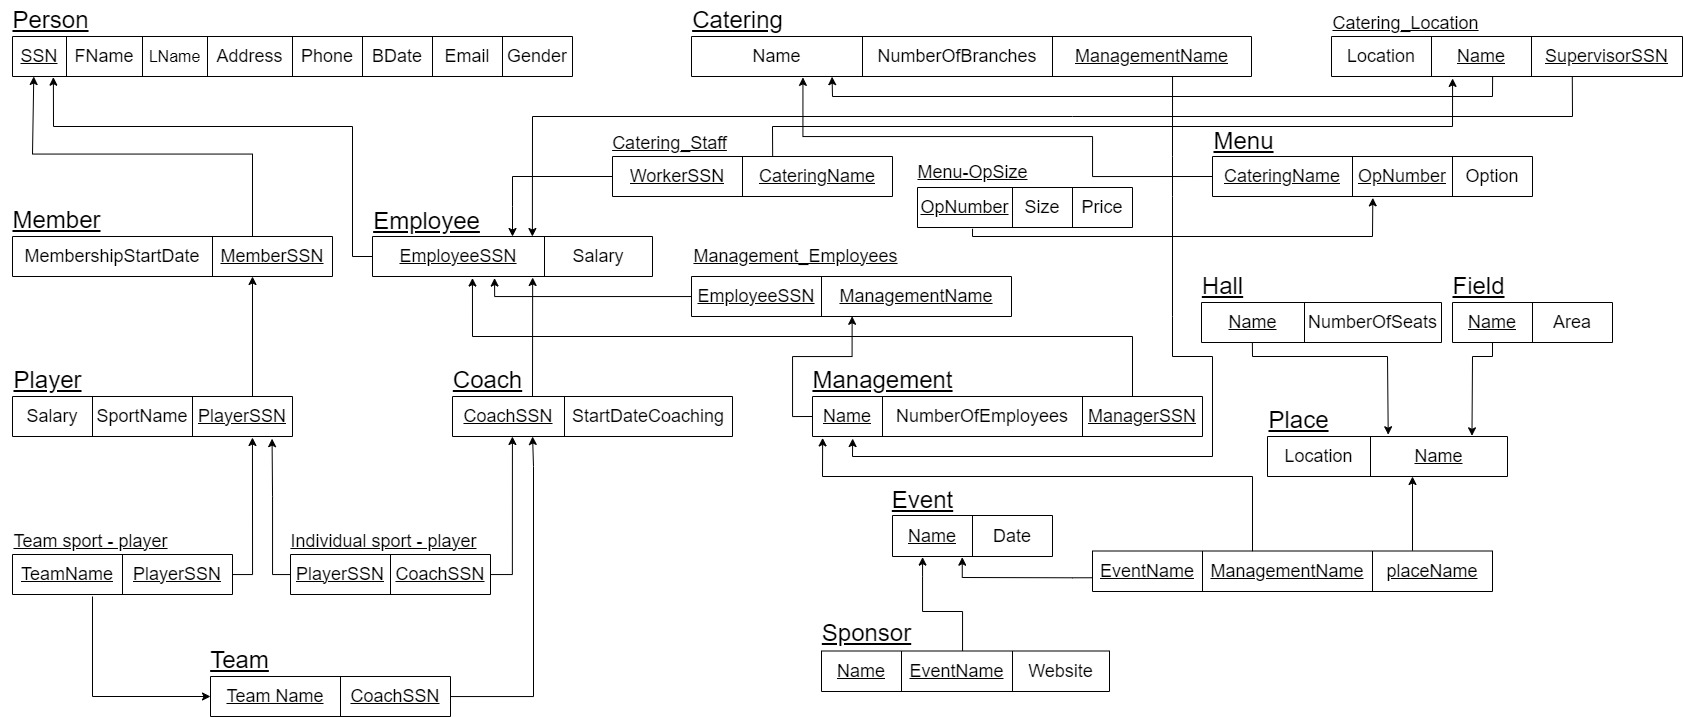 Person
SSN FName LName Address Phone BDate Email Gender
Catering
Name NumberOfBranches ManagementName
Catering_Location
Location Name SupervisorSSN
Catering_Staff
WorkerSSN CateringName
Menu-OpSize
OpNumber Size Price
Menu
CateringName OpNumber Option
Member
MembershipStartDate MemberSSN
Employee
EmployeeSSN Salary
Management_Employees
EmployeeSSN ManagementName
Hall
Name NumberOfSeats
Field
Name Area
Player
Salary SportName PlayerSSN
Coach
CoachSSN StartDateCoaching
Management
Name NumberOfEmployees ManagerSSN
Place
Location Name
Event
Name Date
EventName ManagementName placeName
Team sport - player
TeamName PlayerSSN
Individual sport - player
PlayerSSN CoachSSN
Sponsor
Name EventName Website
Team
Team Name CoachSSN